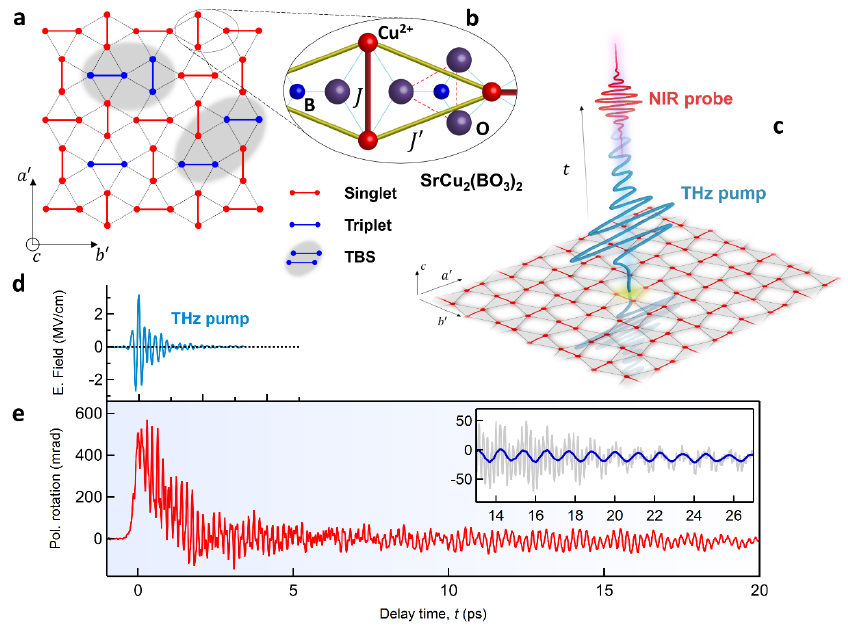 a
b
Cu²⁺
B
J
O
J′
SrCu₂(BO₃)₂
a′
c
b′
Singlet
Triplet
TBS
c
NIR probe
t
THz pump
c
a′
b′
d
THz pump
E. Field (MV/cm)
2
0
-2
e
Pol. rotation (mrad)
600
400
200
0
50
0
-50
14 16 18 20 22 24 26
0 5 10 15 20
Delay time, t (ps)